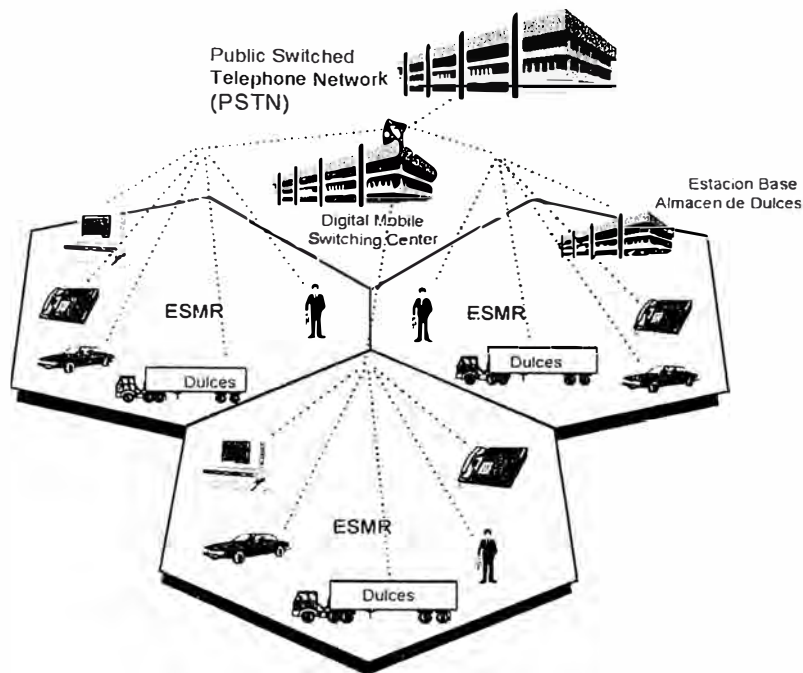 Public Switched
Telephone Network
(PSTN)
Estacion Base
Almacen de Dulces
Digital Mobile
Switching Center
ESMR
ESMR
Dulces
Dulces
ESMR
Dulces